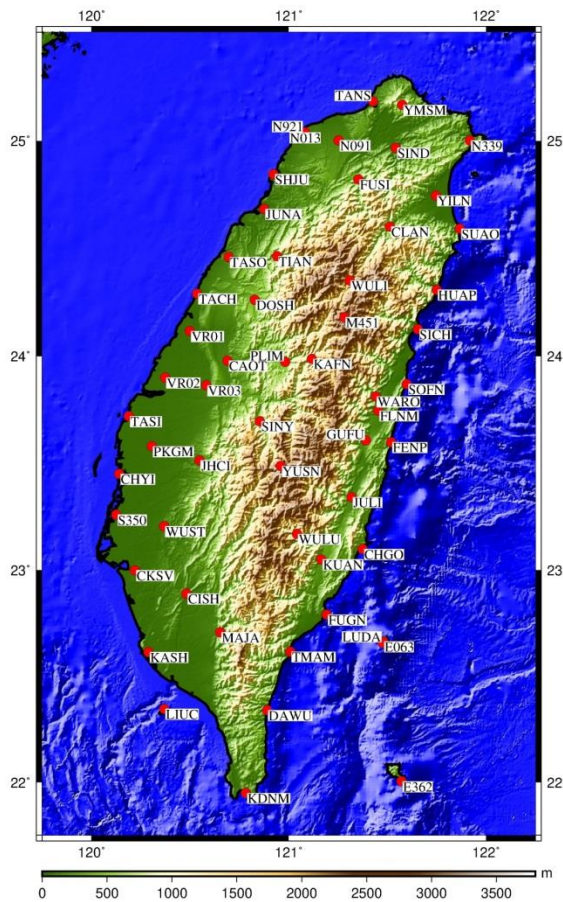 120° 121° 122°
TANS
YMSM
N921
N013
N091
25° 25°
SIND
N339
SHJU
FUSI
YILN
JUNA
CLAN
SUAO
TASO
TIAN
WULI
HUAP
TACH
DOSH
M451
SICH
VR01
24° 24°
PLIM
CAOT
KAFN
VR02
VR03
SOFN
WARO
FLNM
TASI
SINY
GUFU
FENP
PKGM
JHCI
YUSN
CHYI
JULI
S350
WUST
WULU
CHGO
KUAN
23° 23°
CKSV
CISH
FUGN
MAJA
LUDA
E063
KASH
TMAM
LIUC
DAWU
22° 22°
E362
KDNM
120° 121° 122°
m
0 500 1000 1500 2000 2500 3000 3500